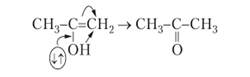 CH₃–C=CH₂ → CH₃–C–CH₃
OH O
↓↑